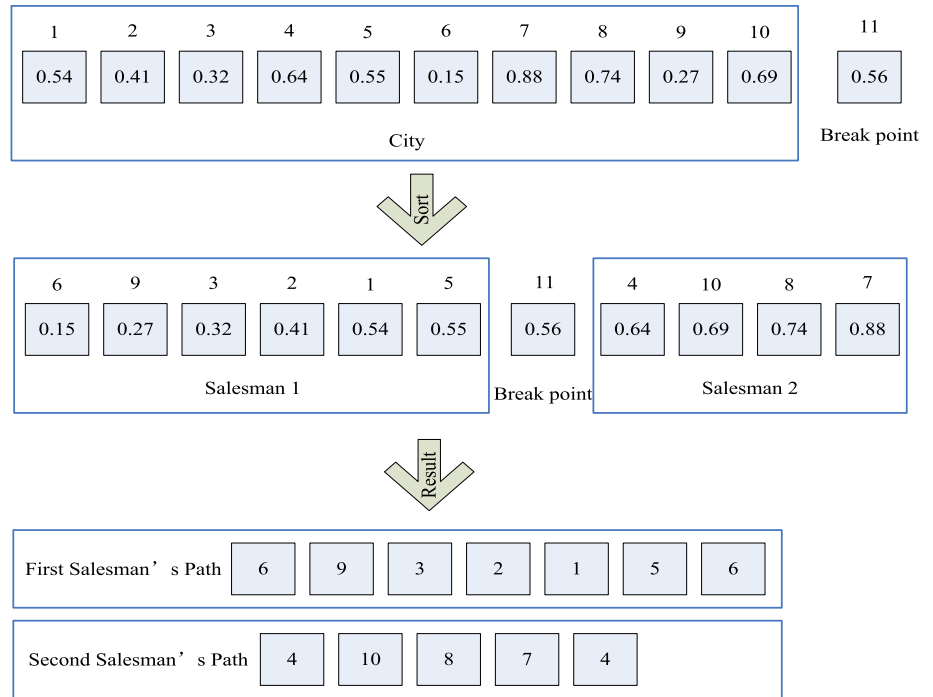 1 2 3 4 5 6 7 8 9 10 11
0.54 0.41 0.32 0.64 0.55 0.15 0.88 0.74 0.27 0.69 0.56
City
Break point
Sort
6 9 3 2 1 5 11 4 10 8 7
0.15 0.27 0.32 0.41 0.54 0.55 0.56 0.64 0.69 0.74 0.88
Salesman 1
Break point
Salesman 2
Result
First Salesman’s Path 6 9 3 2 1 5 6
Second Salesman’s Path 4 10 8 7 4